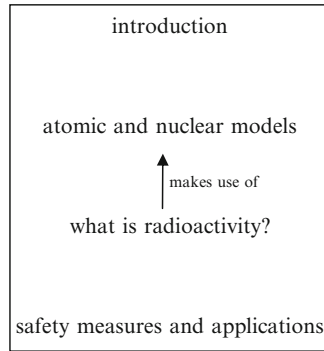 introduction
atomic and nuclear models
makes use of
what is radioactivity?
safety measures and applications